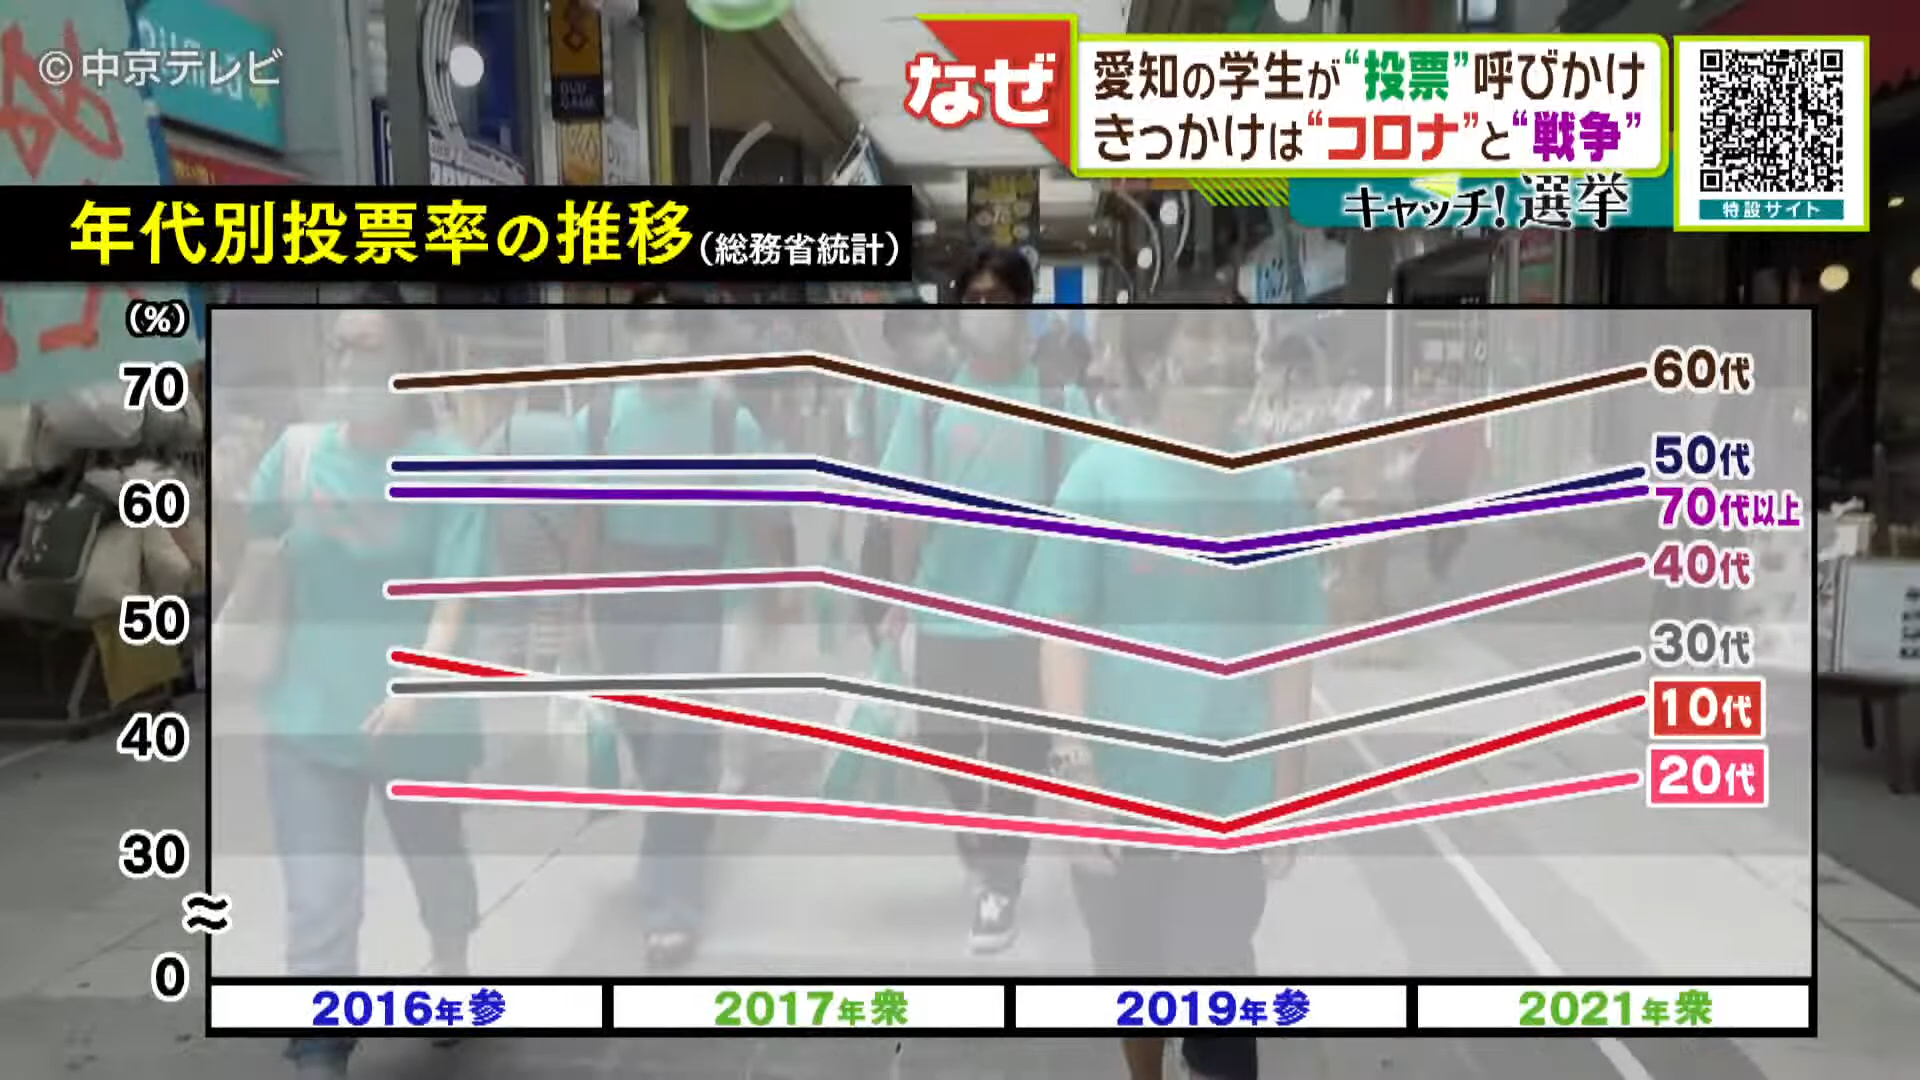 ©中京テレビ
なぜ
愛知の学生が“投票”呼びかけ
きっかけは“コロナ”と“戦争”
キャッチ!選挙
特設サイト
年代別投票率の推移(総務省統計)
(%)
70
60
50
40
30
0
60代
50代
70代以上
40代
30代
10代
20代
2016年参
2017年衆
2019年参
2021年衆